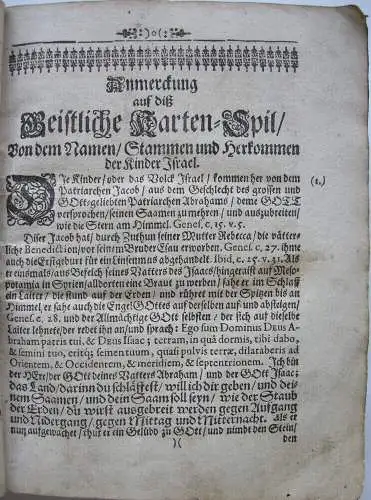 :)o(:
Anmerckung
auf diß
Geistliche Karten-Spil/
Von dem Namen/ Stammen und Herkommen
der Kinder Israel.
DIe Kinder/ oder das Volck Israel/ kommen her von dem
Patriarchen Jacob/ aus dem Geschlecht des grossen und
GOtt-geliebten Patriarchen Abrahams/ deme GOTT
versprochen/ seinen Saamen zu mehren/ und auszubreiten/
wie die Stern am Himmel. Genes. c. 15. v. 5.
(1.)
Diser Jacob hat/ durch Zuthun seiner Mutter Rebecca/ die vätter-
liche Benediction/ vor seinem Bruder Esau erworben. Genes. c. 27. ihme
auch die Erstgeburt für ein Linsenmus abgehandelt. Ibid. c. 25. v. 31. Als
er einsmals/ aus Befelch seines Vatters des Isaacs/ hingeraist auf Meso-
potamia in Syrien/ alldorten eine Braut zu werben/ sahe er im Schlaff
ein Laiter/ die stund auf der Erden/ und rühret mit der Spitzen bis an
Himmel/ er sahe auch die Engel GOttes auf derselben auf und absteigen/
Genes. c. 28. und der Allmächtige GOtt selbsten/ der sich auf dieselbe
Laiter lehnete/ der redet ihn an/ und sprach: Ego sum Dominus DEus A-
braham patris tui, & DEus Isaac; terram, in quâ dormis, tibi dabo,
& semini tuo, eritq; semen tuum, quasi pulvis terræ, dilataberis ad
Orientem, & Occidentem, & meridiem, & septentrionem. Ich bin
der HErr/ der GOtt deines Vatters Abraham/ und der GOtt Isaac;
das Land/ darinn du schläffest/ will ich dir geben/ und dei-
nem Saamen/ und dein Saam soll seyn/ wie der Staub
der Erden/ du wirst ausgebreit werden gegen Aufgang
und Nidergang/ gegen Mittag und Mitternacht. Als er
nun aufgewachet/ thut er ein Gelübd zu GOtt/ und nimbt den Stein/
)( den